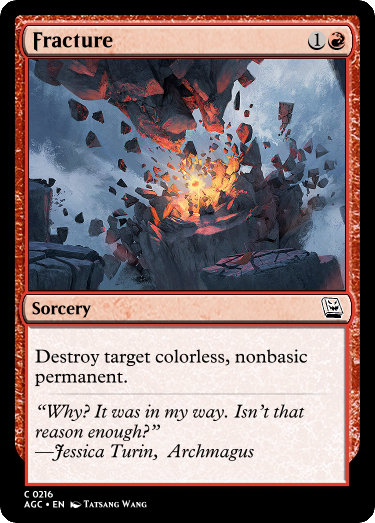 Fracture 1
Sorcery
Destroy target colorless, nonbasic
permanent.
“Why? It was in my way. Isn't that
reason enough?”
—Jessica Turin,  Archmagus
C 0216
AGC • EN Tatsang Wang